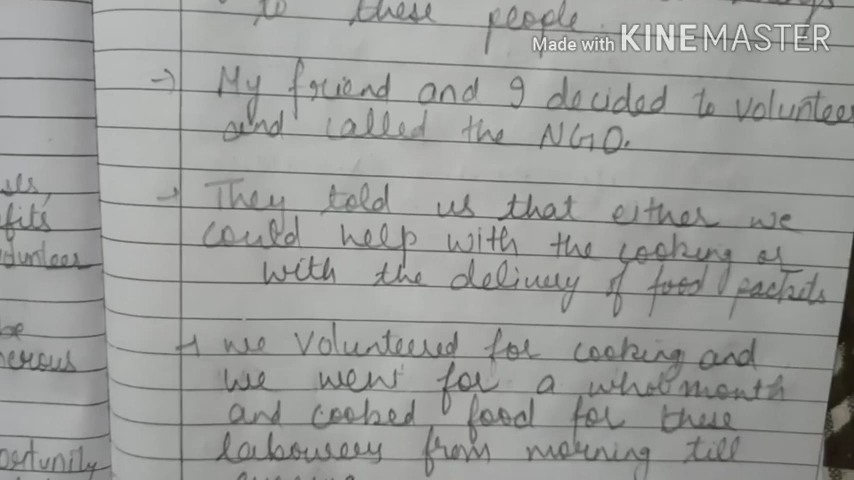 to these people.
Made with KINEMASTER
→ My friend and I decided to volunteer
and called the NGO.
→ They told us that either we
could help with the cooking or
with the delivery of food packets
→ we volunteered for cooking and
we went for a whole month
and cooked food for these
labourers from morning till
fits
be